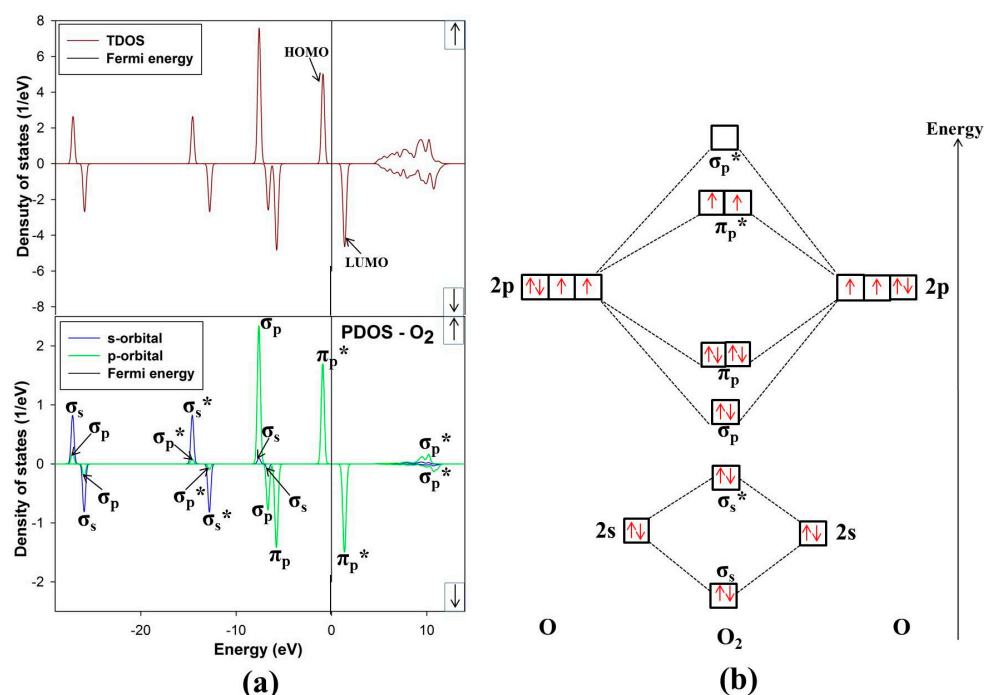 8
6
4
2
0
-2
-4
-6
-8
Densuty of states (1/eV)
TDOS
Fermi energy
HOMO
LUMO
↑
↓
2
1
0
-1
-2
Density of states (1/eV)
s-orbital
p-orbital
Fermi energy
PDOS - O₂
↑
σₚ
πₚ*
σₛ
σₚ
σₛ*
σₚ*
σₛ
σₚ*
σₚ
σₛ
σₚ*
σₛ*
σₛ
σₚ
πₚ
πₚ*
σₚ*
↓
-20
-10
0
10
Energy (eV)
(a)
Energy
σₚ*
↑ ↑
πₚ*
2p ↑↓ ↑ ↑
↑ ↑ ↑↓ 2p
↑↓ ↑↓
πₚ
↑↓
σₚ
↑↓
σₛ*
2s ↑↓
↑↓ 2s
σₛ
↑↓
O
O₂
O
(b)